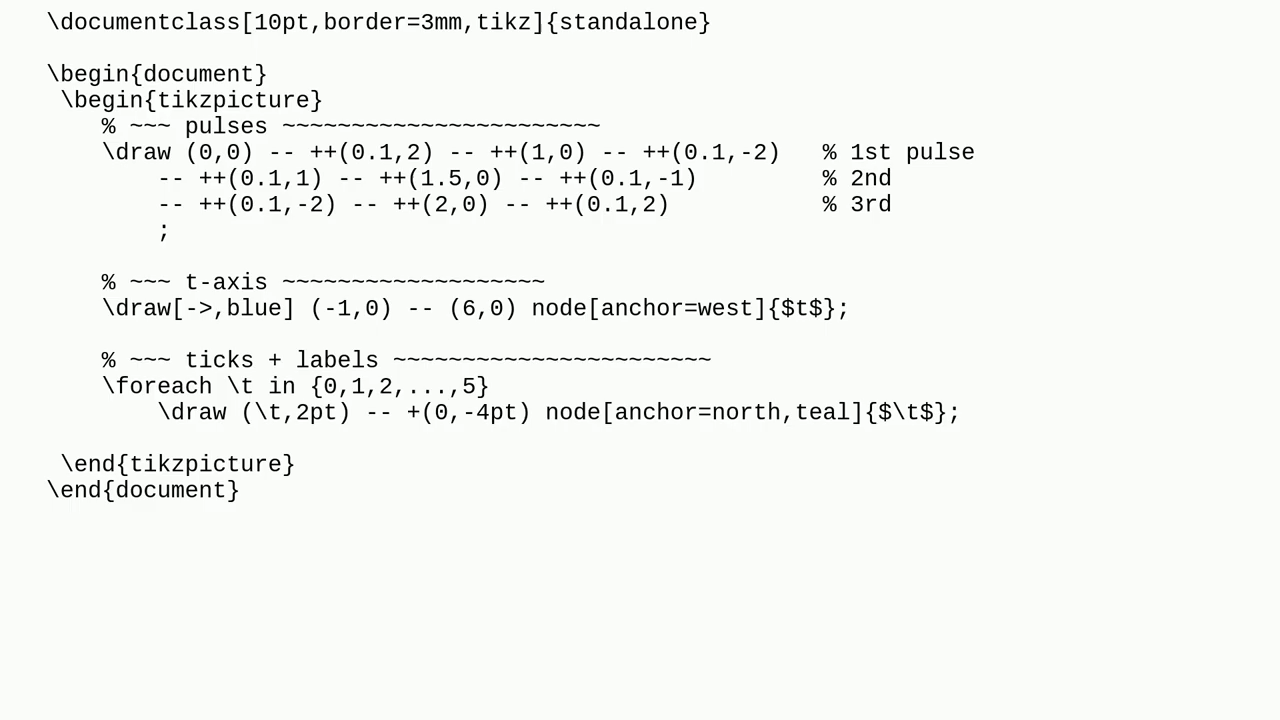 \documentclass[10pt,border=3mm,tikz]{standalone}

\begin{document}
 \begin{tikzpicture}
    % ~~~ pulses ~~~~~~~~~~~~~~~~~~~~~~~
    \draw (0,0) -- ++(0.1,2) -- ++(1,0) -- ++(0.1,-2)   % 1st pulse
        -- ++(0.1,1) -- ++(1.5,0) -- ++(0.1,-1)         % 2nd
        -- ++(0.1,-2) -- ++(2,0) -- ++(0.1,2)           % 3rd
        ;

    % ~~~ t-axis ~~~~~~~~~~~~~~~~~~~
    \draw[->,blue] (-1,0) -- (6,0) node[anchor=west]{$t$};

    % ~~~ ticks + labels ~~~~~~~~~~~~~~~~~~~~~~~
    \foreach \t in {0,1,2,...,5}
        \draw (\t,2pt) -- +(0,-4pt) node[anchor=north,teal]{$\t$};

 \end{tikzpicture}
\end{document}